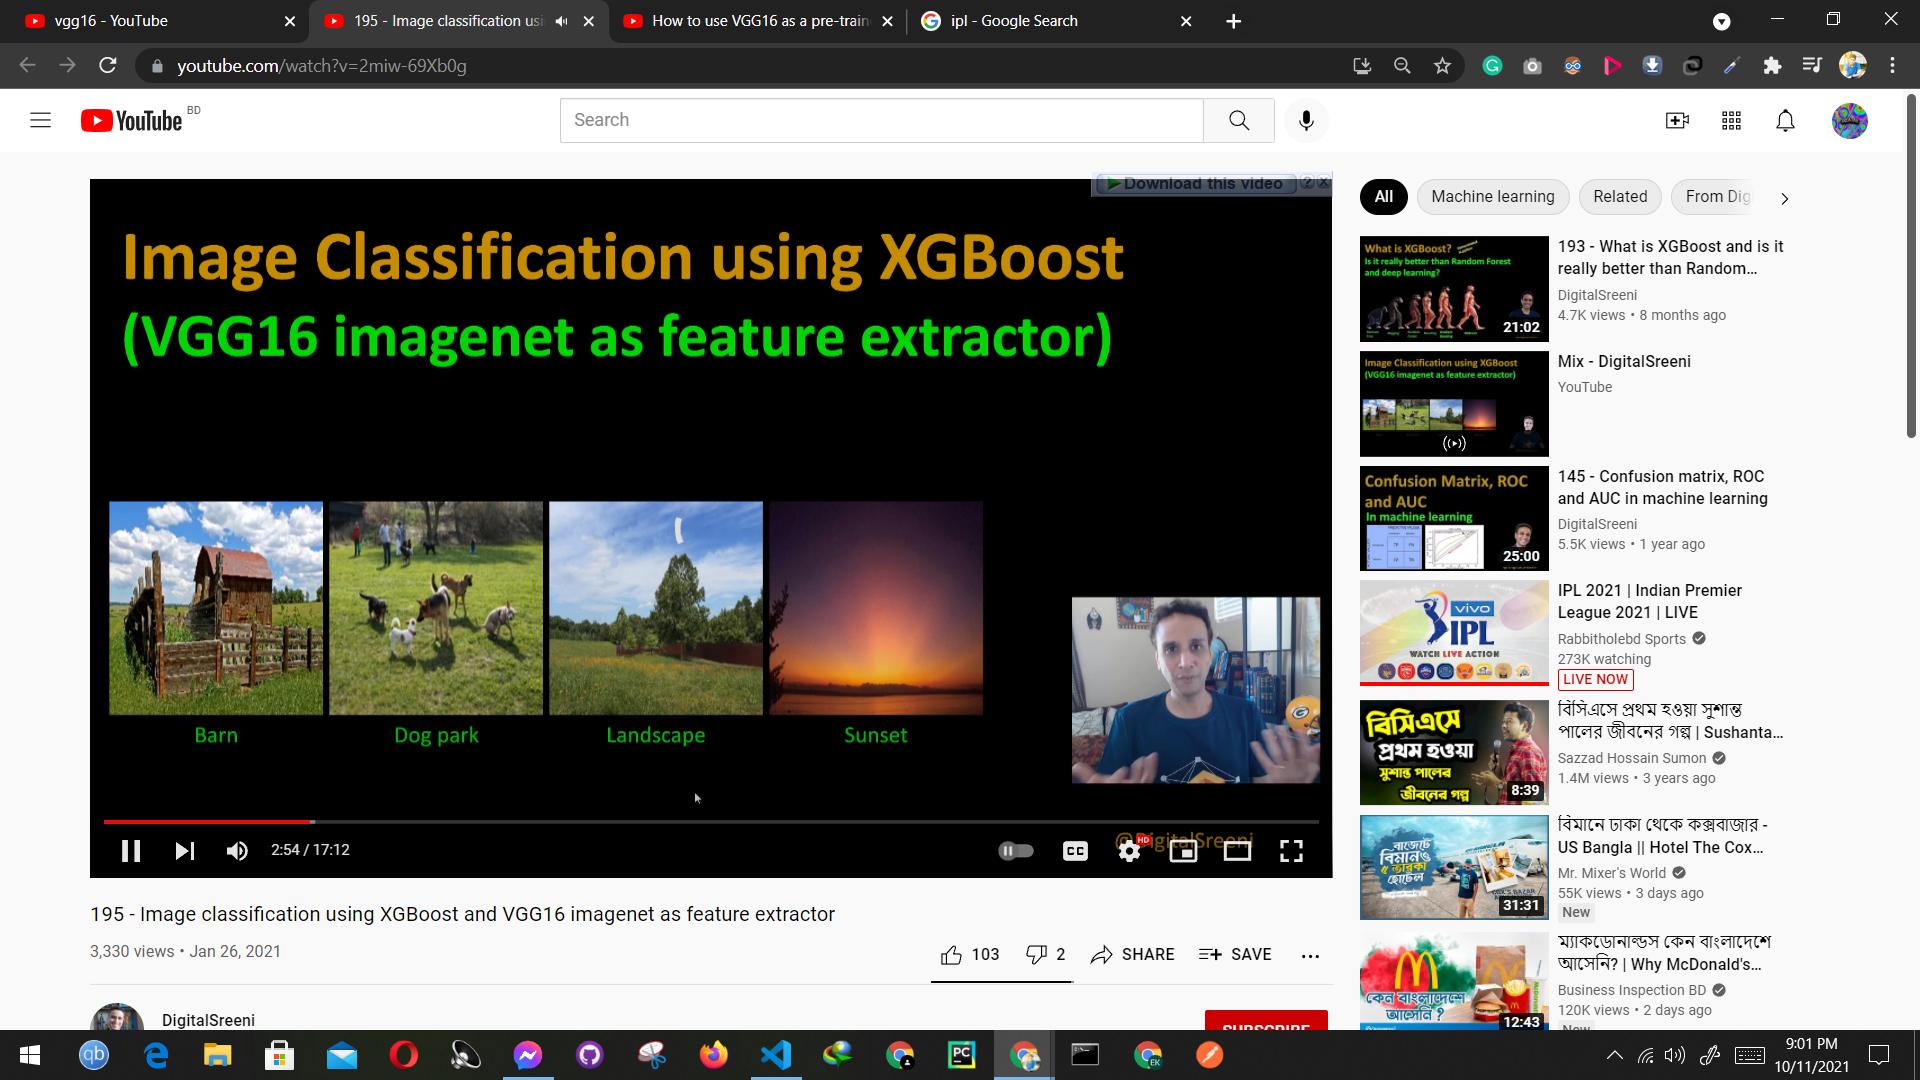 vgg16 - YouTube
195 - Image classification usi
How to use VGG16 as a pre-train
ipl - Google Search
youtube.com/watch?v=2miw-69Xb0g
YouTube BD
Search
Download this video
Image Classification using XGBoost
(VGG16 imagenet as feature extractor)
Barn
Dog park
Landscape
Sunset
@DigitalSreeni
2:54 / 17:12
CC
HD
195 - Image classification using XGBoost and VGG16 imagenet as feature extractor
3,330 views • Jan 26, 2021
103
2
SHARE
SAVE
DigitalSreeni
SUBSCRIBE
All
Machine learning
Related
From Dig
What is XGBoost?
Is it really better than Random Forest
and deep learning?
21:02
193 - What is XGBoost and is it
really better than Random...
DigitalSreeni
4.7K views • 8 months ago
Image Classification using XGBoost
(VGG16 imagenet as feature extractor)
Mix - DigitalSreeni
YouTube
Confusion Matrix, ROC
and AUC
In machine learning
25:00
145 - Confusion matrix, ROC
and AUC in machine learning
DigitalSreeni
5.5K views • 1 year ago
vivo
IPL
WATCH LIVE ACTION
IPL 2021 | Indian Premier
League 2021 | LIVE
Rabbitholebd Sports
273K watching
LIVE NOW
বিসিএসে
প্রথম হওয়া
সুশান্ত পালের
জীবনের গল্প
8:39
বিসিএসে প্রথম হওয়া সুশান্ত
পালের জীবনের গল্প | Sushanta...
Sazzad Hossain Sumon
1.4M views • 3 years ago
বাজেটে
বিমানও
৫ তারকা
হোটেল
31:31
বিমানে ঢাকা থেকে কক্সবাজার -
US Bangla || Hotel The Cox...
Mr. Mixer's World
55K views • 3 days ago
New
কেন বাংলাদেশে
আসেনি ?
12:43
ম্যাকডোনাল্ডস কেন বাংলাদেশে
আসেনি? | Why McDonald's...
Business Inspection BD
120K views • 2 days ago
New
qb
PC
EK
9:01 PM
10/11/2021